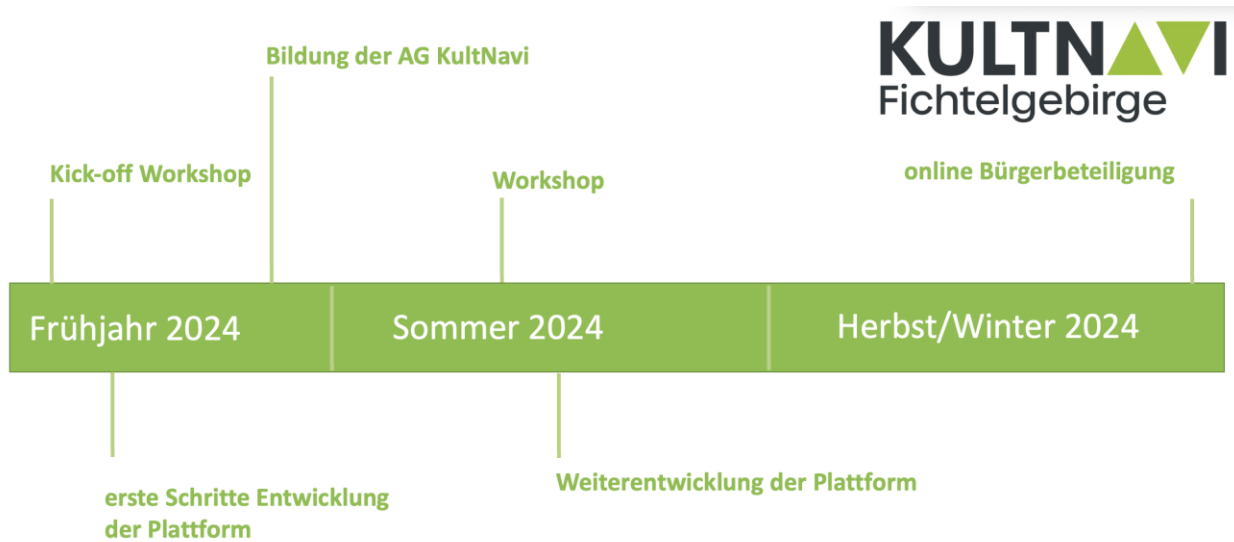 KULTNAVI
Fichtelgebirge
Bildung der AG KultNavi
Kick-off Workshop
Workshop
online Bürgerbeteiligung
Frühjahr 2024
Sommer 2024
Herbst/Winter 2024
erste Schritte Entwicklung
der Plattform
Weiterentwicklung der Plattform